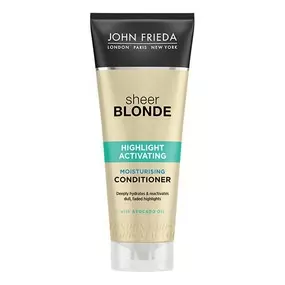 JOHN FRIEDA
LONDON PARIS NEW YORK
sheer
BLONDE
HIGHLIGHT
ACTIVATING
MOISTURISING
CONDITIONER
Deeply hydrates & reactivates
dull, faded highlights
with AVOCADO OIL